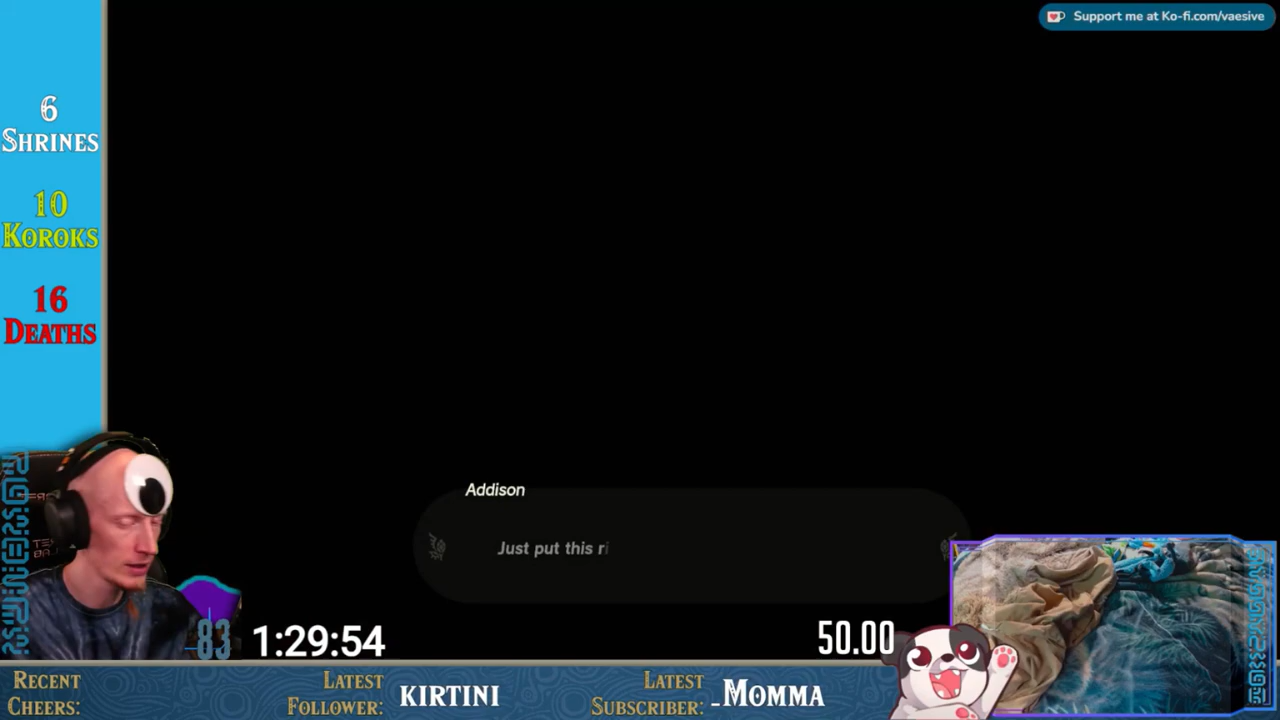 Support me at Ko-fi.com/vaesive
6
SHRINES
10
KOROKS
16
DEATHS
Addison
Just put this ri
83
1:29:54
50.00
RECENT
CHEERS:
LATEST
FOLLOWER:
KIRTINI
LATEST
SUBSCRIBER:
_MOMMA